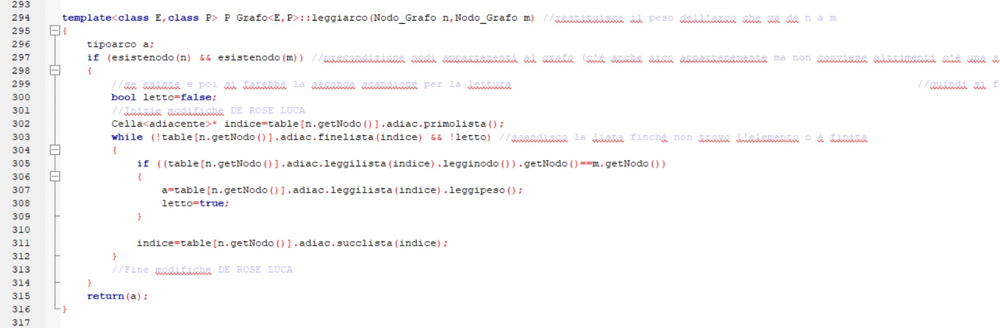 293
294 template<class E,class P> P Grafo<E,P>::leggiarco(Nodo_Grafo n,Nodo_Grafo m) //restituisce il peso dell'arco che va da n a m
295 {
296 tipoarco a;
297 if (esistenodo(n) && esistenodo(m)) //precondizione nodi appartenenti al grafo (c'è anche arco appartenenente ma non conviene altrimenti c'è una s
298 {
299 //se esiste e poi si farebbe la seconda scansione per la lettura //quindi si f
300 bool letto=false;
301 //Inizie modifiche DE ROSE LUCA
302 Cella<adiacente>* indice=table[n.getNodo()].adiac.primolista();
303 while (!table[n.getNodo()].adiac.finelista(indice) && !letto) //scandisco la lista finchè non trovo l'elemento o è finita
304 {
305 if ((table[n.getNodo()].adiac.leggilista(indice).legginodo()).getNodo()==m.getNodo())
306 {
307 a=table[n.getNodo()].adiac.leggilista(indice).leggipeso();
308 letto=true;
309 }
310
311 indice=table[n.getNodo()].adiac.succlista(indice);
312 }
313 //Fine modifiche DE ROSE LUCA
314 }
315 return(a);
316 }
317